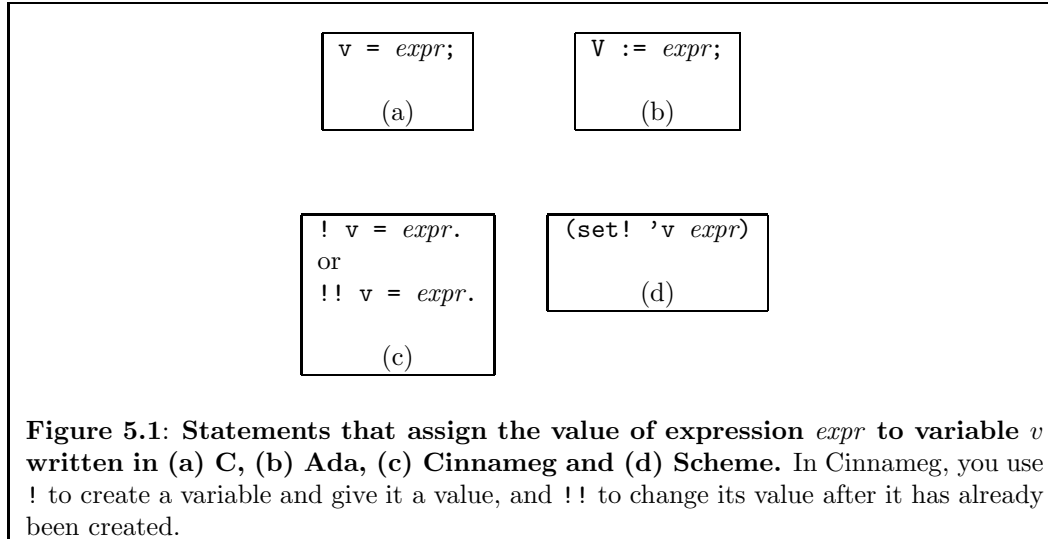 v = expr;
(a)
V := expr;
(b)
! v = expr.
or
!! v = expr.
(c)
(set! ’v expr)
(d)
Figure 5.1: Statements that assign the value of expression expr to variable v
written in (a) C, (b) Ada, (c) Cinnameg and (d) Scheme. In Cinnameg, you use
! to create a variable and give it a value, and !! to change its value after it has already
been created.